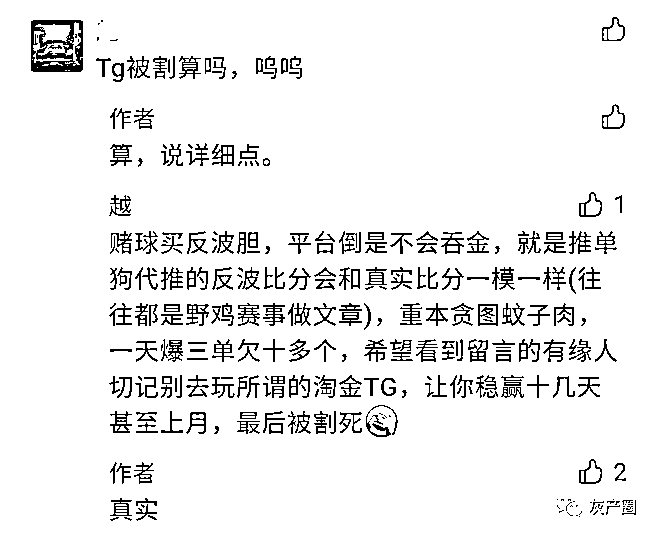 Tg被割算吗，呜呜
作者
算，说详细点。
越
1
赌球买反波胆，平台倒是不会吞金，就是推单
狗代推的反波比分会和真实比分一模一样(往
往都是野鸡赛事做文章)，重本贪图蚊子肉，
一天爆三单欠十多个，希望看到留言的有缘人
切记别去玩所谓的淘金TG，让你稳赢十几天
甚至上月，最后被割死
作者
2
真实
灰产圈